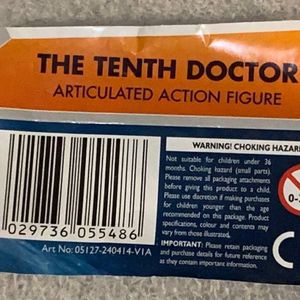 THE TENTH DOCTOR
ARTICULATED ACTION FIGURE
WARNING! CHOKING HAZARD
Not suitable for children under 36
months. Choking hazard (small parts).
Please remove all packaging attachments
before giving this product to a child.
Please use discretion if making purchases
for children younger than the age
recommended on this package. Product
specifications, colour and contents may
vary from those illustrated.
IMPORTANT: Please retain packaging
and purchase details for future reference
as they contain important information.
0-3
CE
029736 055486
Art No: 05127-240414-V1A